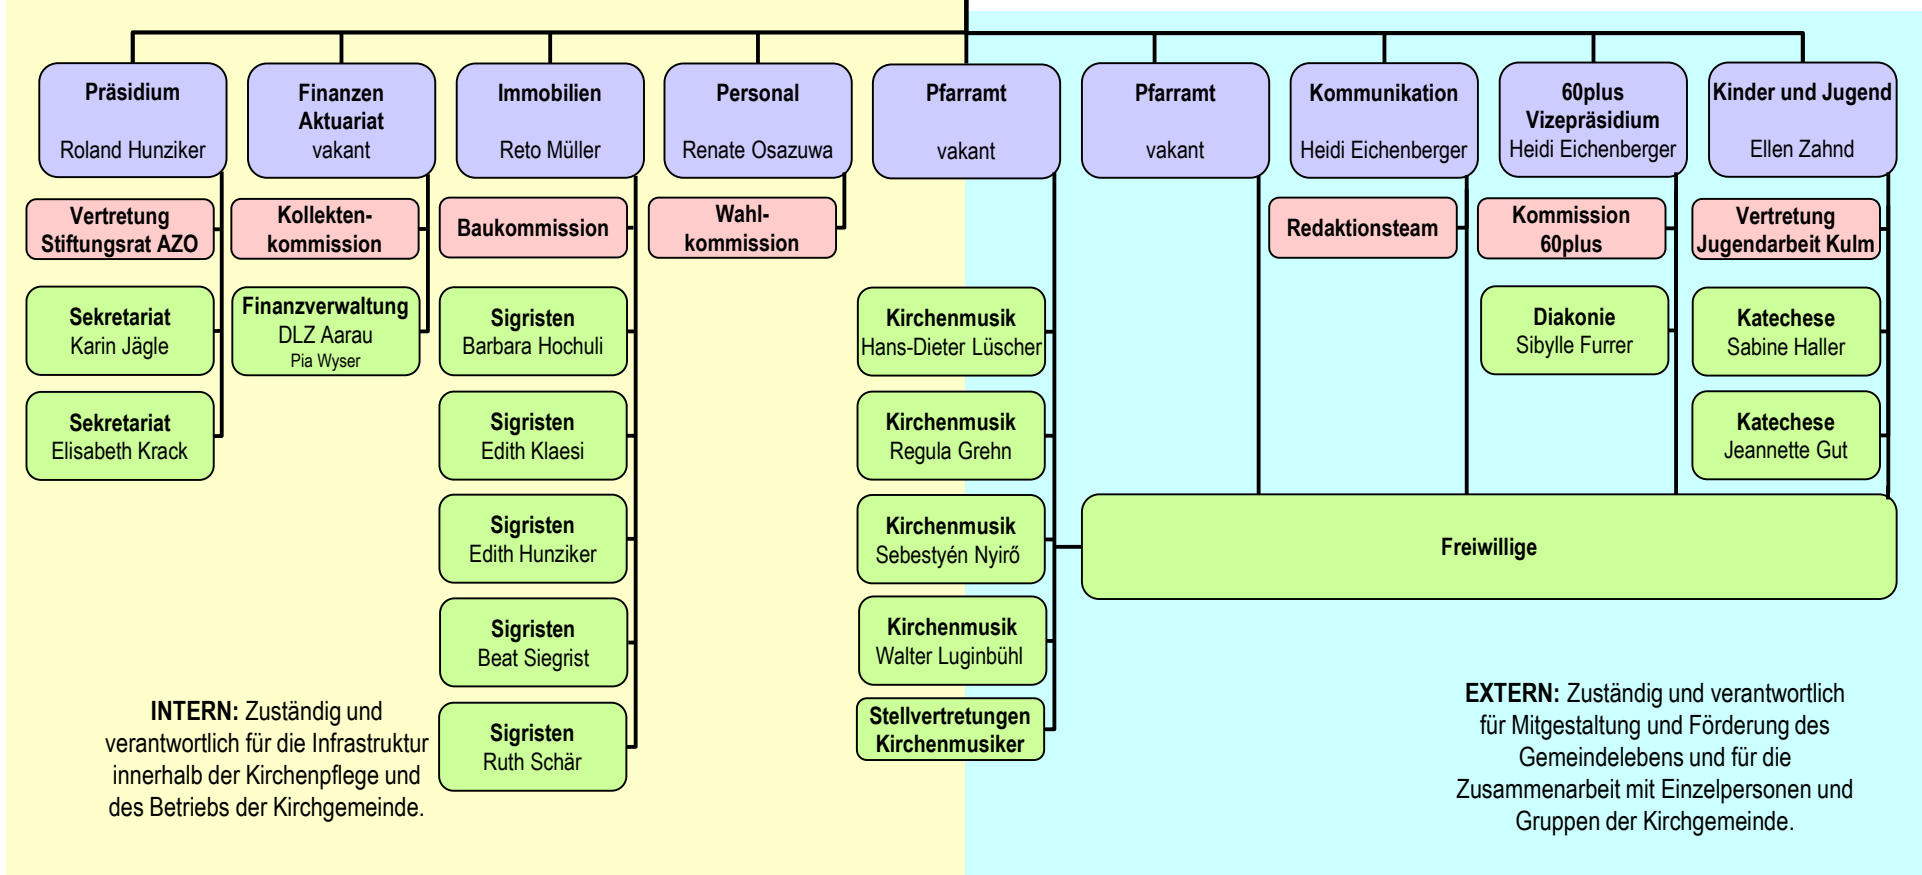 Präsidium
Roland Hunziker
Finanzen
Aktuariat
vakant
Immobilien
Reto Müller
Personal
Renate Osazuwa
Pfarramt
vakant
Pfarramt
vakant
Kommunikation
Heidi Eichenberger
60plus
Vizepräsidium
Heidi Eichenberger
Kinder und Jugend
Ellen Zahnd
Vertretung
Stiftungsrat AZO
Kollekten-
kommission
Baukommission
Wahl-
kommission
Redaktionsteam
Kommission
60plus
Vertretung
Jugendarbeit Kulm
Sekretariat
Karin Jägle
Finanzverwaltung
DLZ Aarau
Pia Wyser
Sigristen
Barbara Hochuli
Kirchenmusik
Hans-Dieter Lüscher
Diakonie
Sibylle Furrer
Katechese
Sabine Haller
Sekretariat
Elisabeth Krack
Sigristen
Edith Klaesi
Kirchenmusik
Regula Grehn
Katechese
Jeannette Gut
Sigristen
Edith Hunziker
Kirchenmusik
Sebestyén Nyirő
Freiwillige
Sigristen
Beat Siegrist
Kirchenmusik
Walter Luginbühl
Sigristen
Ruth Schär
Stellvertretungen
Kirchenmusiker
INTERN: Zuständig und
verantwortlich für die Infrastruktur
innerhalb der Kirchenpflege und
des Betriebs der Kirchgemeinde.
EXTERN: Zuständig und verantwortlich
für Mitgestaltung und Förderung des
Gemeindelebens und für die
Zusammenarbeit mit Einzelpersonen und
Gruppen der Kirchgemeinde.